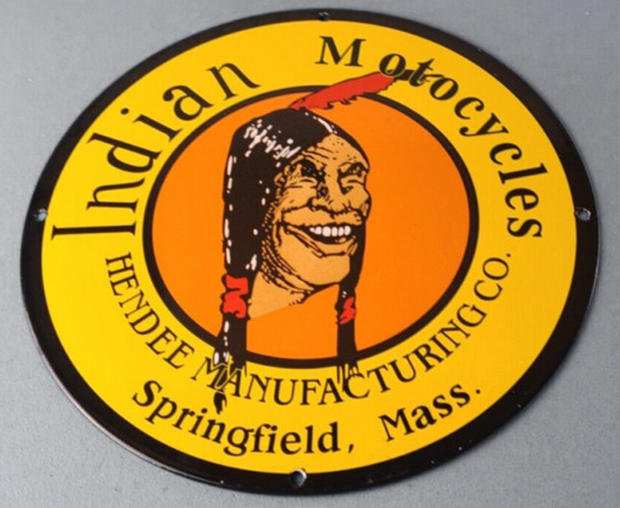 Indian Motocycles
HENDEE MANUFACTURING CO.
Springfield, Mass.